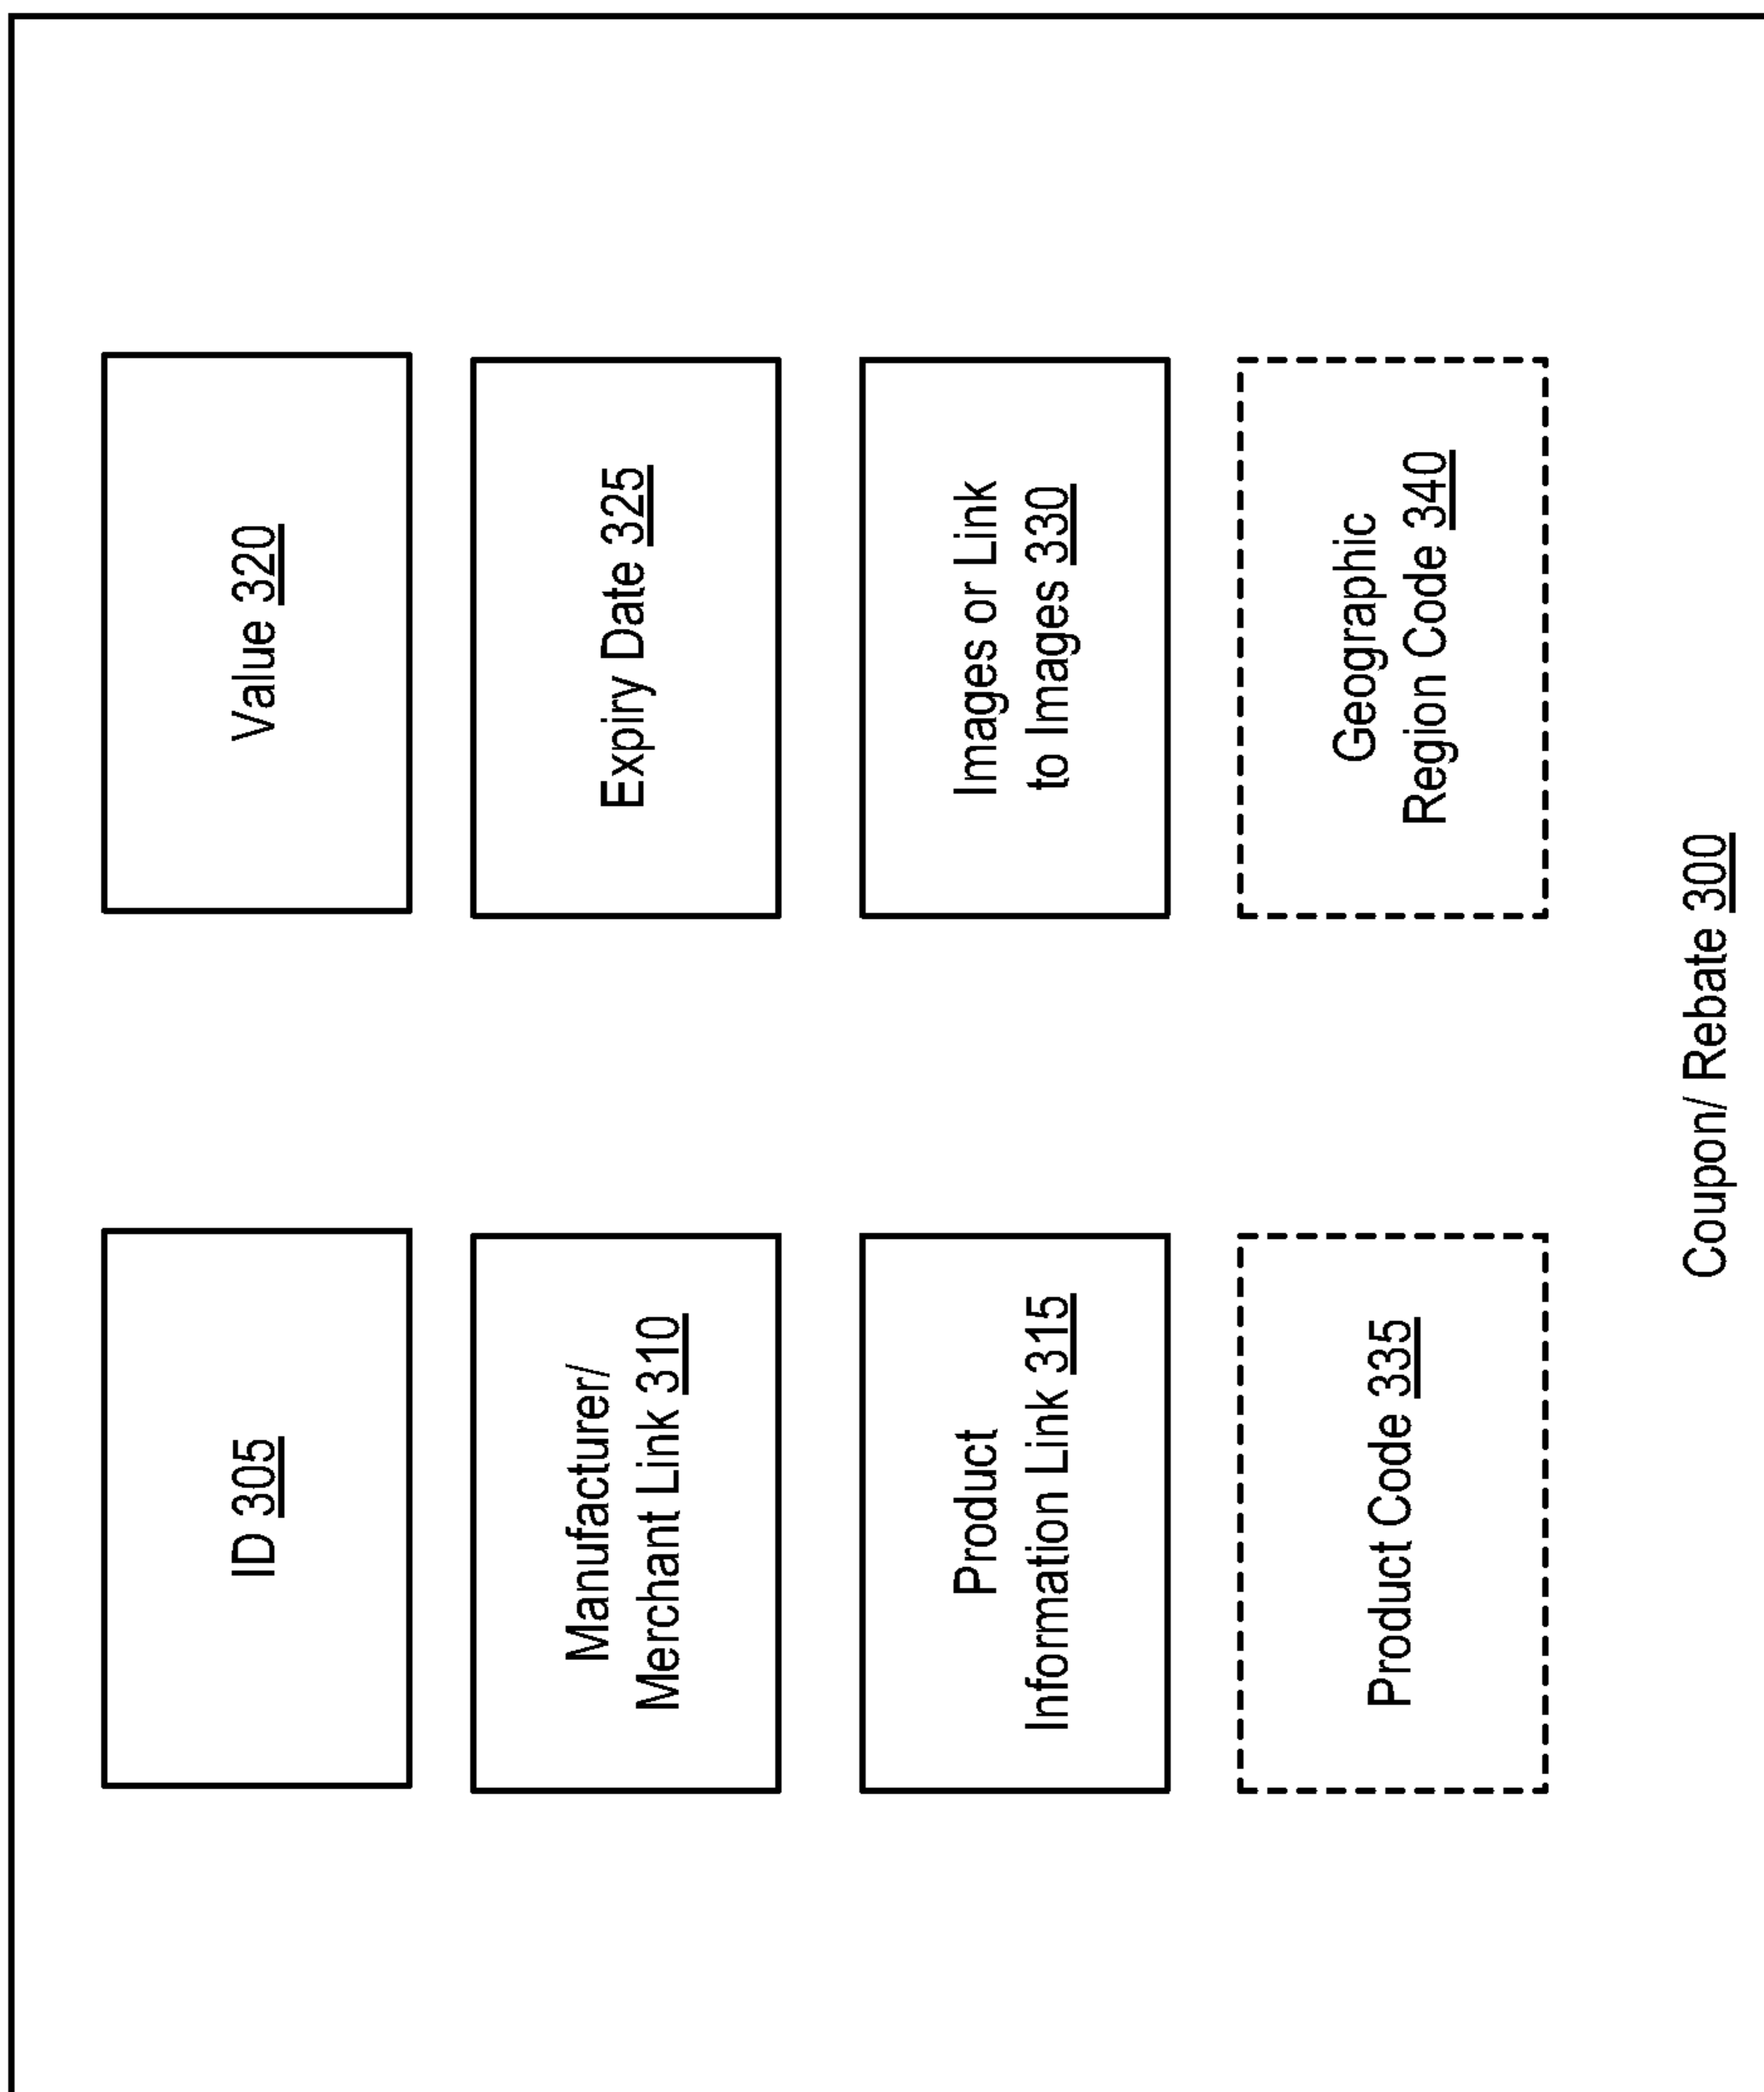 ID 305
Value 320
Manufacturer/
Merchant Link 310
Expiry Date 325
Product
Information Link 315
Images or Link
to Images 330
Product Code 335
Geographic
Region Code 340
Coupon/ Rebate 300